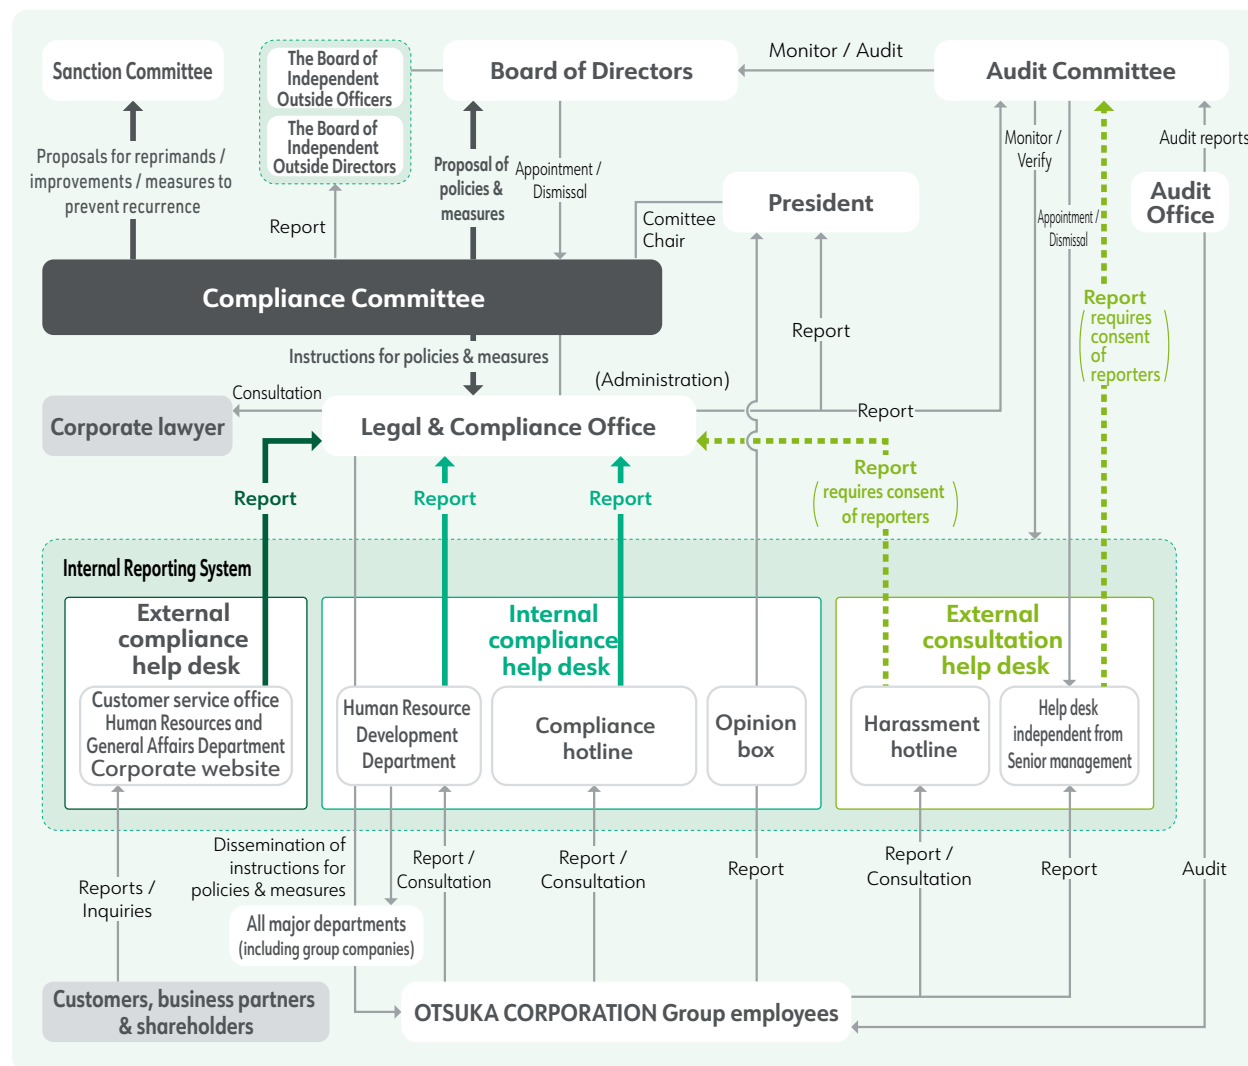 Sanction Committee
The Board of
Independent
Outside Officers
The Board of
Independent
Outside Directors
Board of Directors
Monitor / Audit
Audit Committee
Proposals for reprimands /
improvements / measures to
prevent recurrence
Report
Proposal of
policies &
measures
Appointment /
Dismissal
Comittee
Chair
President
Monitor /
Verify
Appointment /
Dismissal
Audit reports
Audit
Office
Compliance Committee
Report
Report
requires
consent
of
reporters
Instructions for policies & measures
(Administration)
Consultation
Corporate lawyer
Legal & Compliance Office
Report
Report
Report
Report
Report
requires consent
of reporters
Internal Reporting System
External
compliance
help desk
Customer service office
Human Resources and
General Affairs Department
Corporate website
Internal
compliance
help desk
Human Resource
Development
Department
Compliance
hotline
Opinion
box
External
consultation
help desk
Harassment
hotline
Help desk
independent from
Senior management
Reports /
Inquiries
Dissemination of
instructions for
policies & measures
Report /
Consultation
Report /
Consultation
Report
Report /
Consultation
Report
Audit
All major departments
(including group companies)
Customers, business partners
& shareholders
OTSUKA CORPORATION Group employees